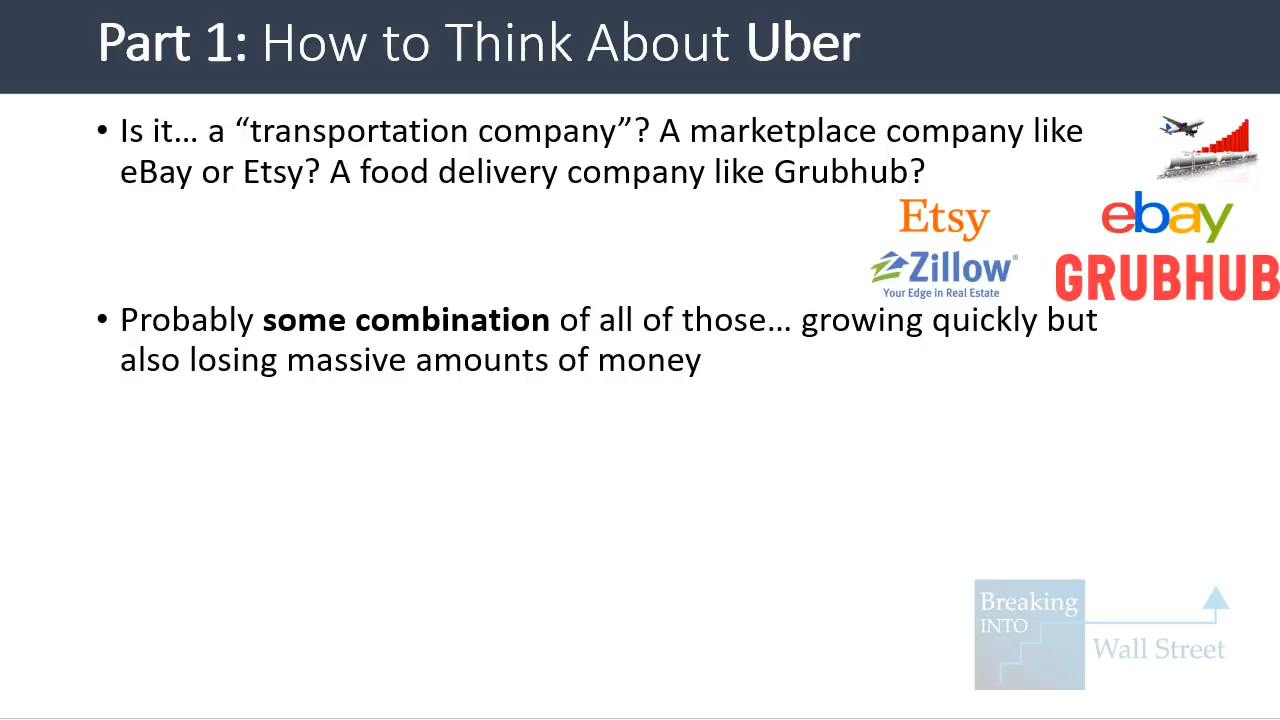 Part 1: How to Think About Uber
• Is it… a “transportation company”? A marketplace company like
eBay or Etsy? A food delivery company like Grubhub?
Etsy
ebay
Zillow®
GRUBHUB
Your Edge in Real Estate
• Probably some combination of all of those… growing quickly but
also losing massive amounts of money
Breaking
INTO
Wall Street